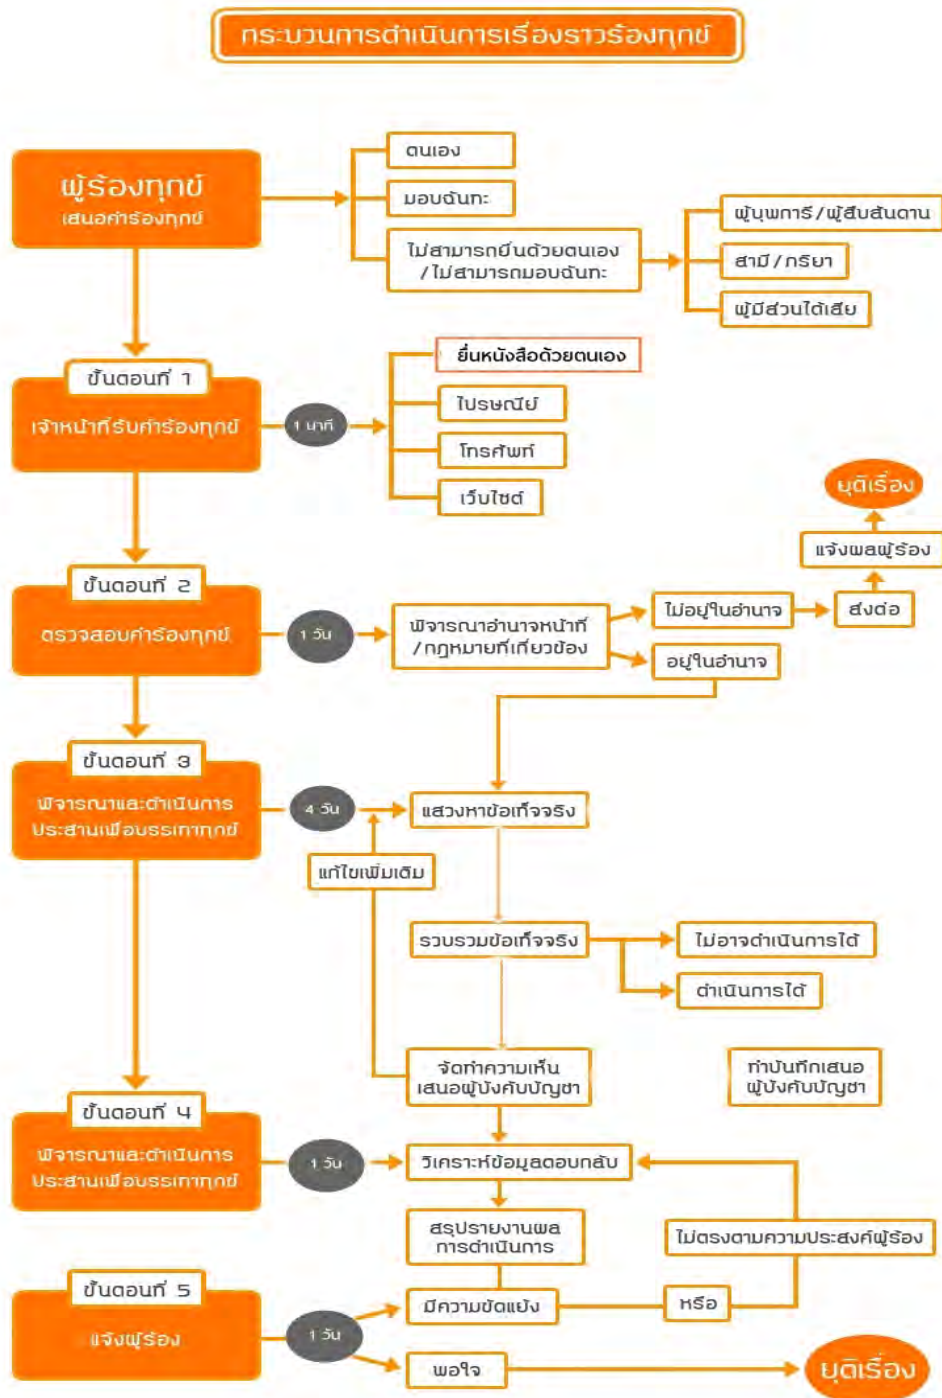 กระบวนการดำเนินการเรื่องราวร้องทุกข์
ผู้ร้องทุกข์
เสนอคำร้องทุกข์
ตนเอง
มอบฉันทะ
ไม่สามารถยื่นด้วยตนเอง
/ไม่สามารถมอบฉันทะ
ผู้บุพการี/ผู้สืบสันดาน
สามี/ภริยา
ผู้มีส่วนได้เสีย
ขั้นตอนที่ 1
เจ้าหน้าที่รับคำร้องทุกข์
1 นาที
ยื่นหนังสือด้วยตนเอง
ไปรษณีย์
โทรศัพท์
เว็บไซต์
ขั้นตอนที่ 2
ตรวจสอบคำร้องทุกข์
1 วัน
พิจารณาอำนาจหน้าที่
/กฎหมายที่เกี่ยวข้อง
ไม่อยู่ในอำนาจ
ส่งต่อ
แจ้งผลผู้ร้อง
ยุติเรื่อง
อยู่ในอำนาจ
ขั้นตอนที่ 3
พิจารณาและดำเนินการ
ประสานเพื่อบรรเทาทุกข์
4 วัน
แสวงหาข้อเท็จจริง
แก้ไขเพิ่มเติม
รวบรวมข้อเท็จจริง
ไม่อาจดำเนินการได้
ดำเนินการได้
จัดทำความเห็น
เสนอผู้บังคับบัญชา
ทำบันทึกเสนอ
ผู้บังคับบัญชา
ขั้นตอนที่ 4
พิจารณาและดำเนินการ
ประสานเพื่อบรรเทาทุกข์
1 วัน
วิเคราะห์ข้อมูลตอบกลับ
สรุปรายงานผล
การดำเนินการ
ไม่ตรงตามความประสงค์ผู้ร้อง
ขั้นตอนที่ 5
แจ้งผู้ร้อง
1 วัน
มีความขัดแย้ง
หรือ
พอใจ
ยุติเรื่อง